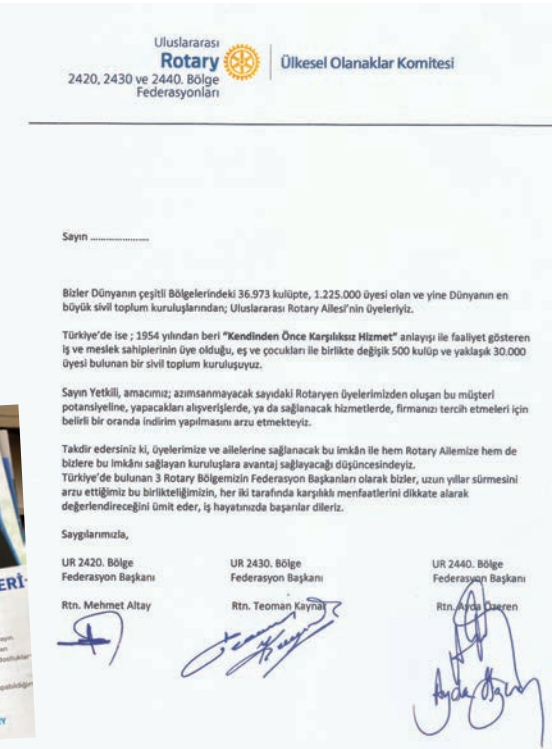 Uluslararası
Rotary
2420, 2430 ve 2440. Bölge
Federasyonları
Ülkesel Olanaklar Komitesi
Sayın ......................
Bizler Dünyanın çeşitli Bölgelerindeki 36.973 kulüpte, 1.225.000 üyesi olan ve yine Dünyanın en
büyük sivil toplum kuruluşlarından; Uluslararası Rotary Ailesi'nin üyeleriyiz.
Türkiye'de ise ; 1954 yılından beri "Kendinden Önce Karşılıksız Hizmet" anlayışı ile faaliyet gösteren
iş ve meslek sahiplerinin üye olduğu, eş ve çocukları ile birlikte değişik 500 kulüp ve yaklaşık 30.000
üyesi bulunan bir sivil toplum kuruluşuyuz.
Sayın Yetkili, amacımız; azımsanmayacak sayıdaki Rotaryen üyelerimizden oluşan bu müşteri
potansiyeline, yapacakları alışverişlerde, ya da sağlanacak hizmetlerde, firmanızı tercih etmeleri için
belirli bir oranda indirim yapılmasını arzu etmekteyiz.
Takdir edersiniz ki, üyelerimize ve ailelerine sağlanacak bu imkân ile hem Rotary Ailemize hem de
bizlere bu imkânı sağlayan kuruluşlara avantaj sağlayacağı düşüncesindeyiz.
Türkiye'de bulunan 3 Rotary Bölgemizin Federasyon Başkanları olarak bizler, uzun yıllar sürmesini
arzu ettiğimiz bu birlikteliğimizin, her iki tarafında karşılıklı menfaatlerini dikkate alarak
değerlendireceğini ümit eder, iş hayatınızda başarılar dileriz.
Saygılarımızla,
UR 2420. Bölge
Federasyon Başkanı
Rtn. Mehmet Altay
UR 2430. Bölge
Federasyon Başkanı
Rtn. Teoman Kaynak
UR 2440. Bölge
Federasyon Başkanı
Rtn. Ayda Özeren
ERİ